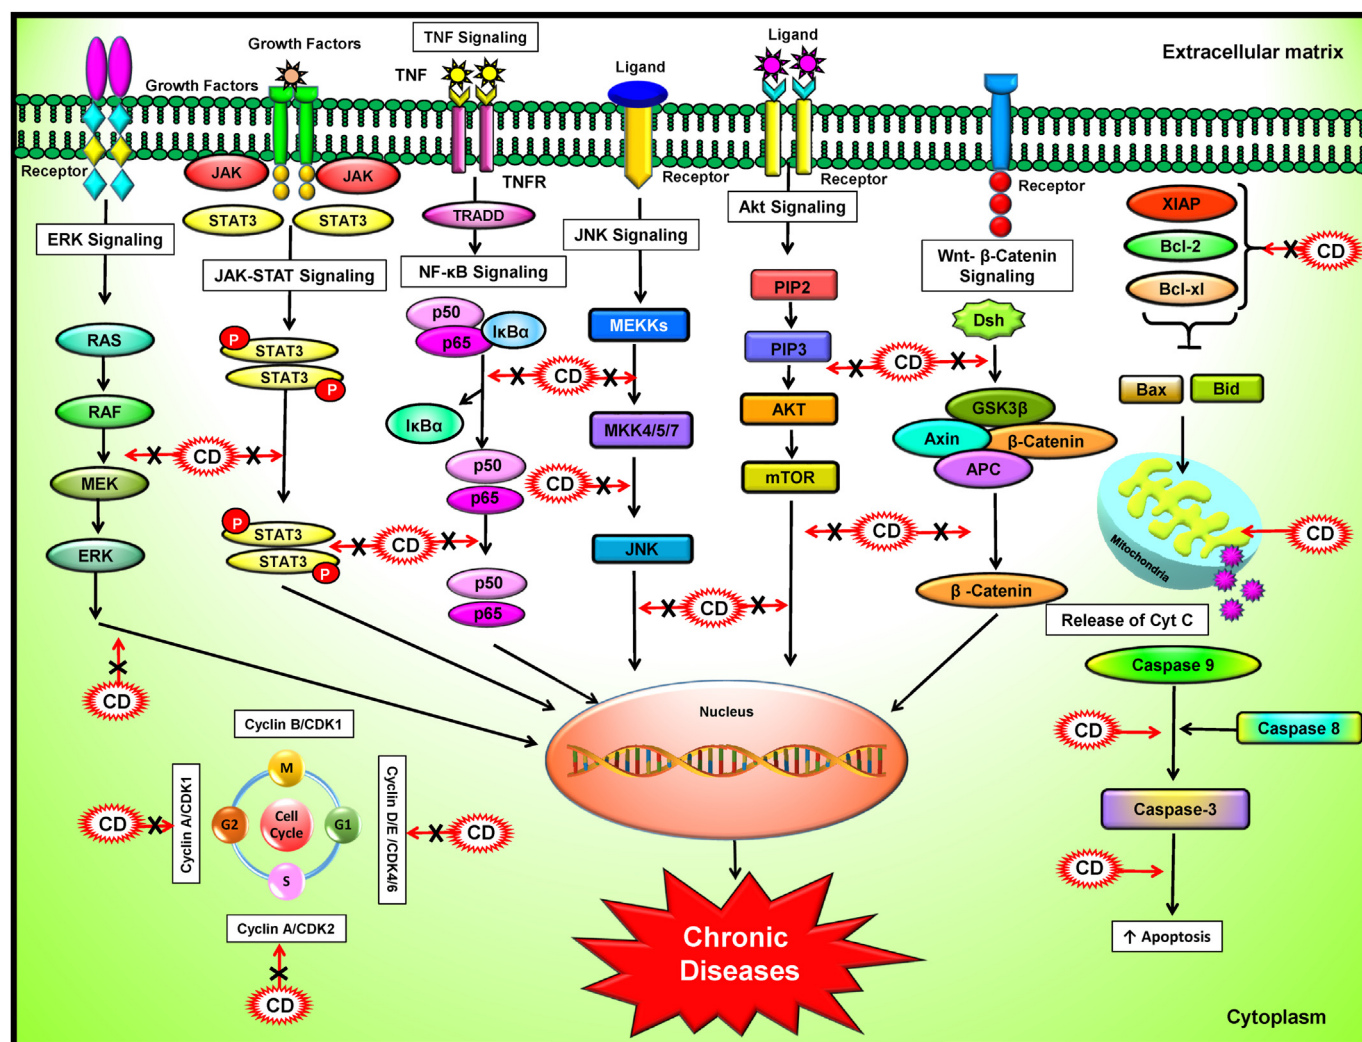 Extracellular matrix
Growth Factors
Growth Factors
Receptor
JAK
JAK
STAT3
STAT3
ERK Signaling
JAK-STAT Signaling
TNF Signaling
TNF
TNFR
TRADD
NF-κB Signaling
Ligand
Receptor
JNK Signaling
Ligand
Receptor
Akt Signaling
Receptor
Wnt- β-Catenin
Signaling
XIAP
Bcl-2
Bcl-xl
CD
RAS
RAF
MEK
ERK
CD
P
STAT3
STAT3
P
P
STAT3
STAT3
P
CD
p50
p65
IκBα
CD
IκBα
p50
p65
CD
p50
p65
MEKKs
MKK4/5/7
JNK
CD
PIP2
PIP3
AKT
mTOR
CD
CD
Dsh
GSK3β
Axin
β-Catenin
APC
β -Catenin
Bax
Bid
Mitochondria
CD
Release of Cyt C
Caspase 9
CD
Caspase 8
Caspase-3
CD
↑ Apoptosis
CD
Cyclin B/CDK1
Cyclin A/CDK1
Cyclin D/E /CDK4/6
Cyclin A/CDK2
M
G2
Cell
Cycle
G1
S
CD
CD
CD
Nucleus
Chronic
Diseases
Cytoplasm